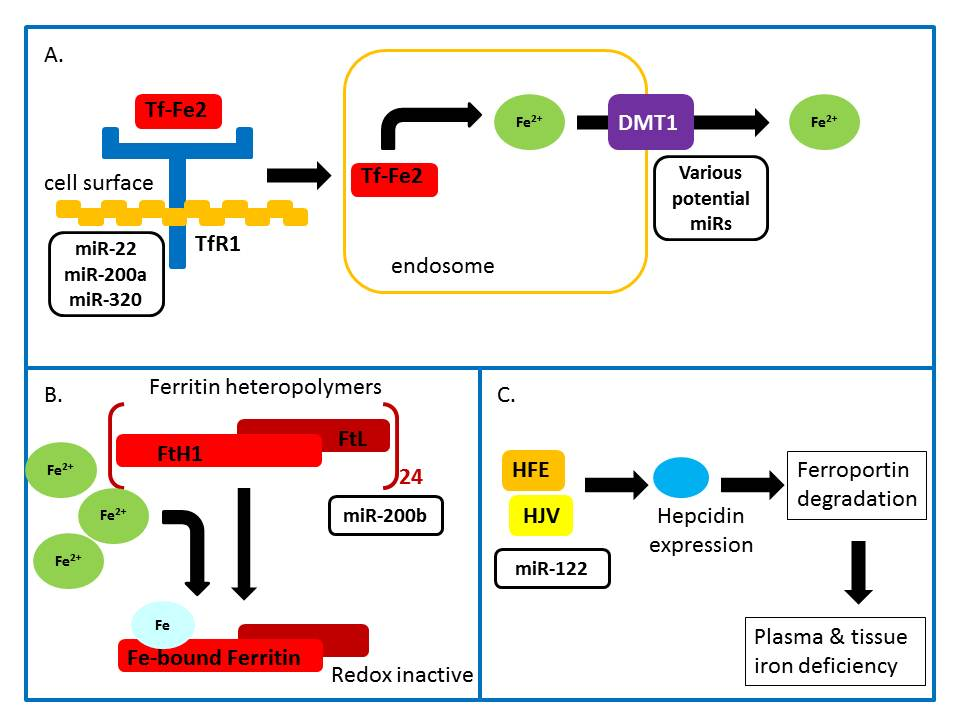 A.
Tf-Fe2
cell surface
TfR1
miR-22
miR-200a
miR-320
Tf-Fe2
Fe²⁺
DMT1
Fe²⁺
Various
potential
miRs
endosome
B.
Ferritin heteropolymers
FtH1
FtL
24
miR-200b
Fe²⁺
Fe²⁺
Fe²⁺
Fe
Fe-bound Ferritin
Redox inactive
C.
HFE
HJV
miR-122
Hepcidin
expression
Ferroportin
degradation
Plasma & tissue
iron deficiency